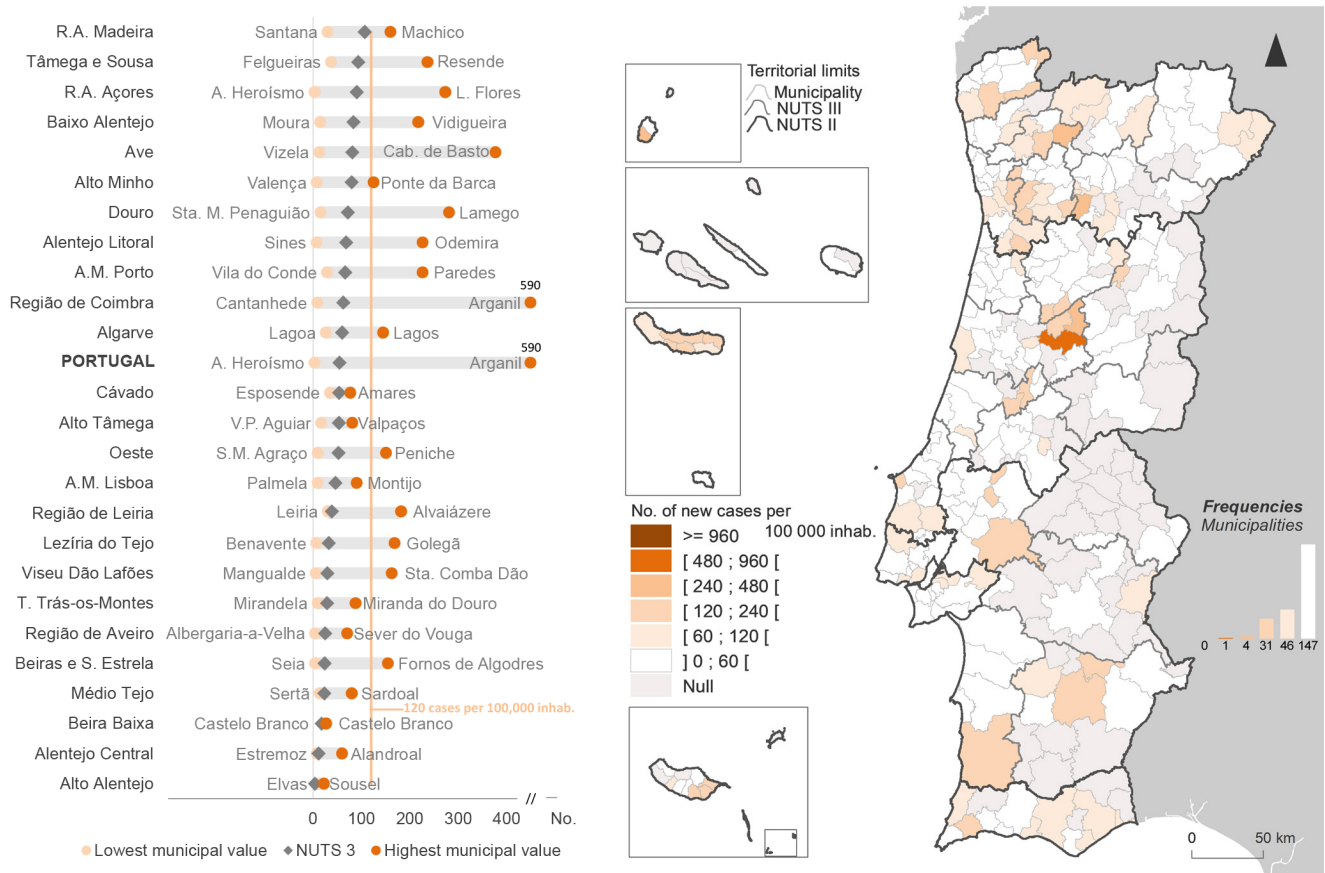 R.A. Madeira Santana Machico
Tâmega e Sousa Felgueiras Resende
R.A. Açores A. Heroísmo L. Flores
Baixo Alentejo Moura Vidigueira
Ave Vizela Cab. de Basto
Alto Minho Valença Ponte da Barca
Douro Sta. M. Penaguião Lamego
Alentejo Litoral Sines Odemira
A.M. Porto Vila do Conde Paredes
590
Região de Coimbra Cantanhede Arganil
Algarve Lagoa Lagos
590
PORTUGAL A. Heroísmo Arganil
Cávado Esposende Amares
Alto Tâmega V.P. Aguiar Valpaços
Oeste S.M. Agraço Peniche
A.M. Lisboa Palmela Montijo
Região de Leiria Leiria Alvaiázere
Lezíria do Tejo Benavente Golegã
Viseu Dão Lafões Mangualde Sta. Comba Dão
T. Trás-os-Montes Mirandela Miranda do Douro
Região de Aveiro Albergaria-a-Velha Sever do Vouga
Beiras e S. Estrela Seia Fornos de Algodres
Médio Tejo Sertã Sardoal
120 cases per 100,000 inhab.
Beira Baixa Castelo Branco Castelo Branco
Alentejo Central Estremoz Alandroal
Alto Alentejo Elvas Sousel
//
0 100 200 300 400 No.
Lowest municipal value NUTS 3 Highest municipal value
Territorial limits
Municipality
NUTS III
NUTS II
No. of new cases per
100 000 inhab.
>= 960
[ 480 ; 960 [
[ 240 ; 480 [
[ 120 ; 240 [
[ 60 ; 120 [
] 0 ; 60 [
Null
Frequencies
Municipalities
0 1 4 31 46 147
0 50 km